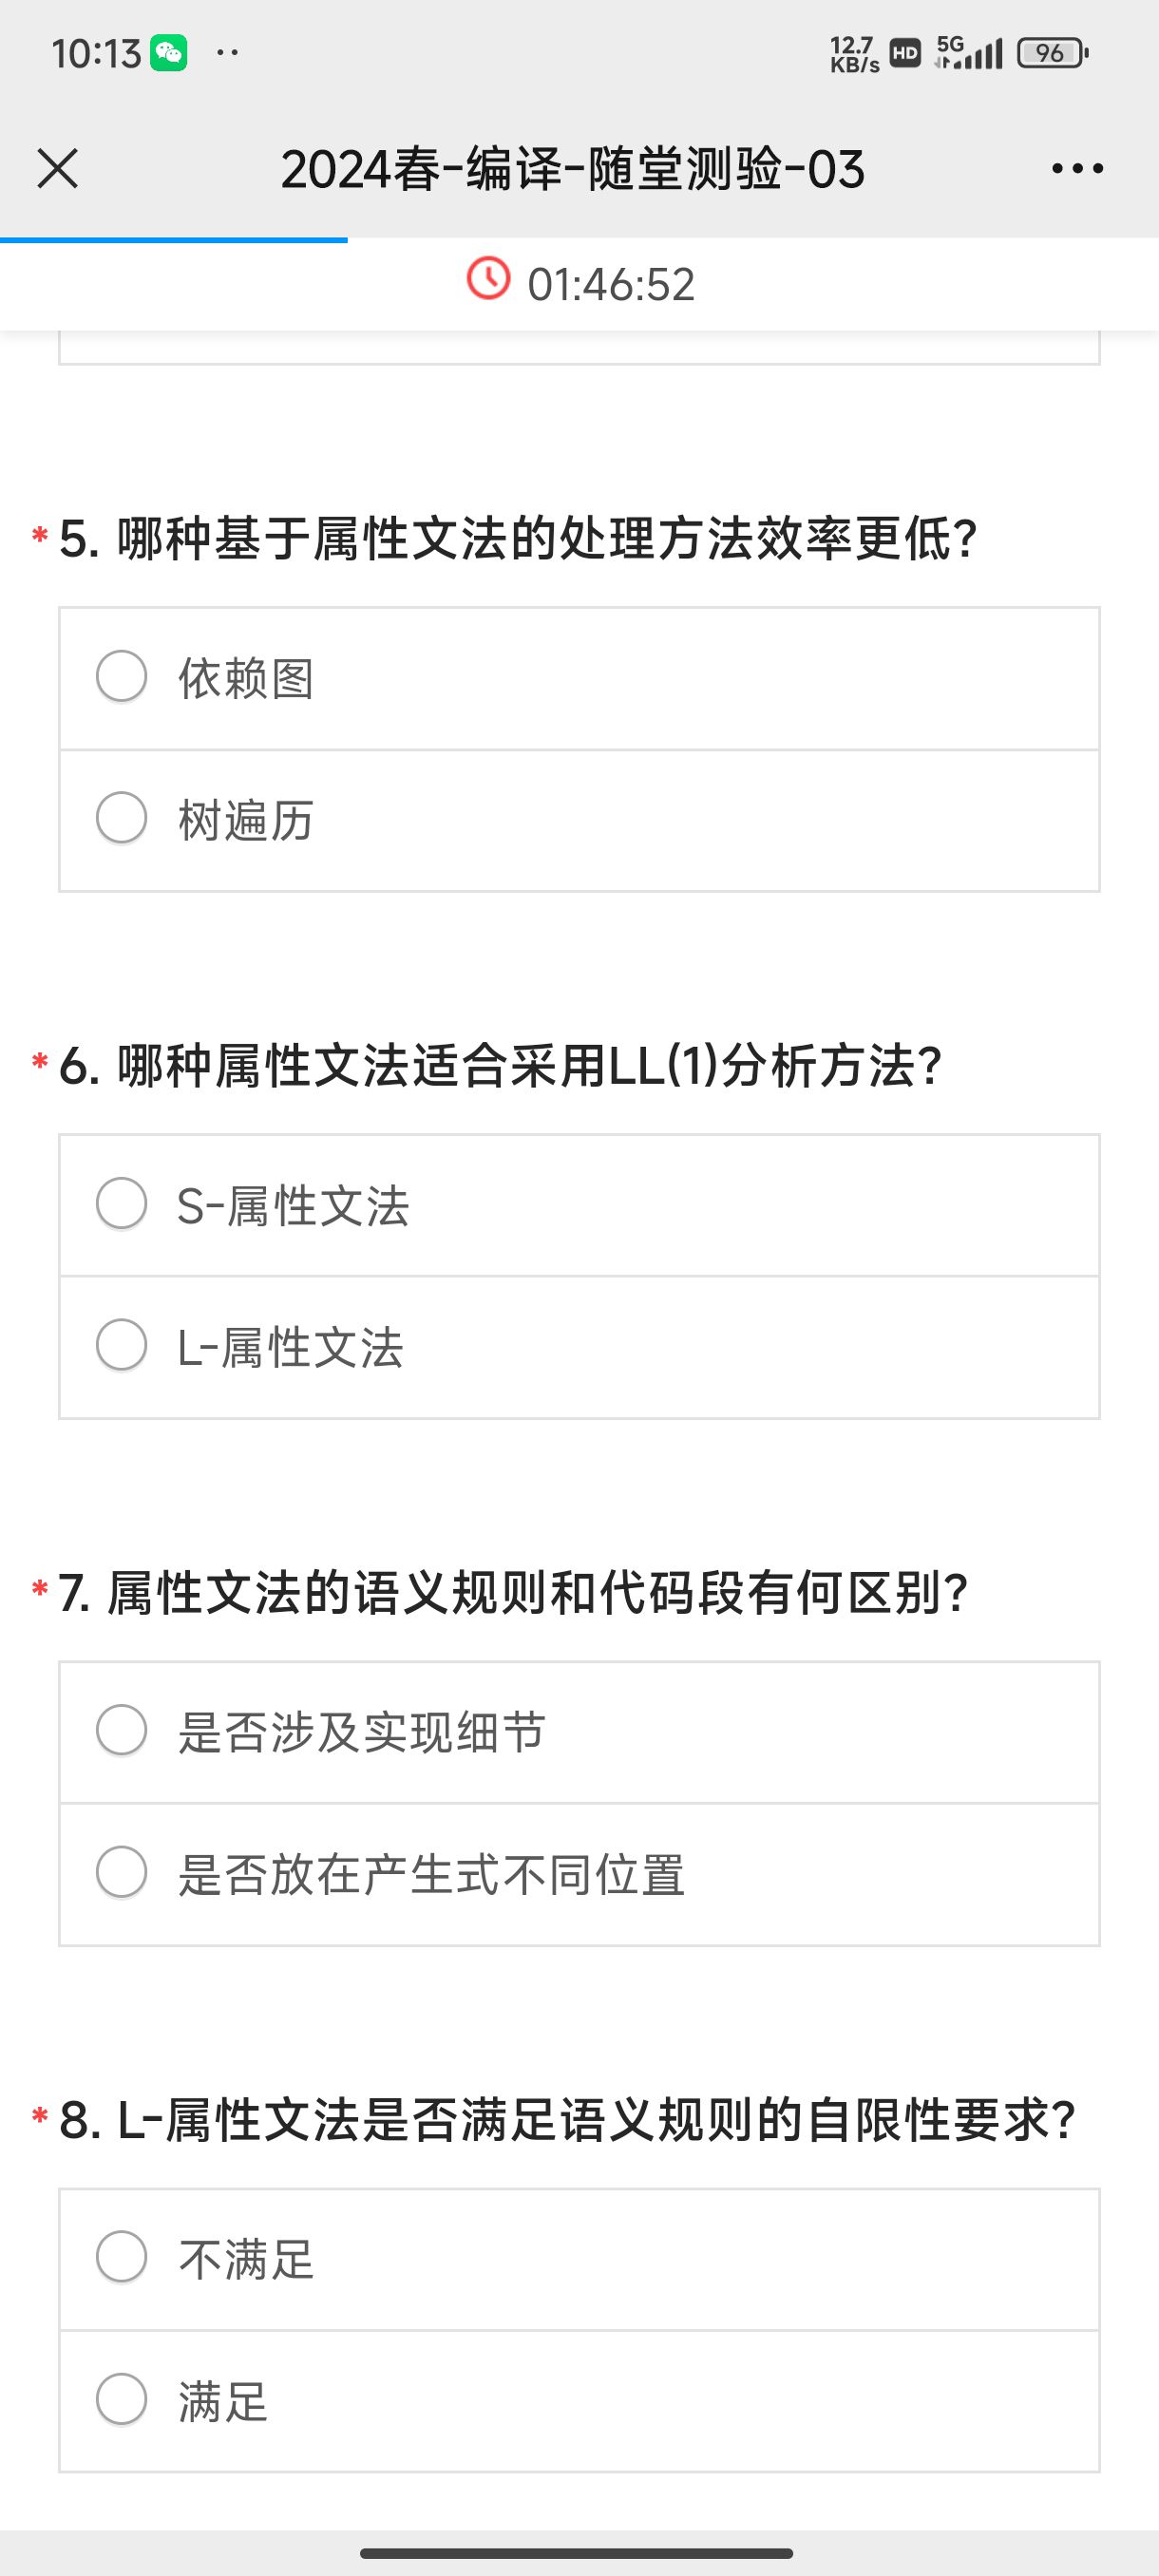 10:13
12.7 KB/s HD 5G 96
2024春-编译-随堂测验-03
01:46:52
* 5. 哪种基于属性文法的处理方法效率更低?
依赖图
树遍历
* 6. 哪种属性文法适合采用LL(1)分析方法?
S-属性文法
L-属性文法
* 7. 属性文法的语义规则和代码段有何区别?
是否涉及实现细节
是否放在产生式不同位置
* 8. L-属性文法是否满足语义规则的自限性要求?
不满足
满足